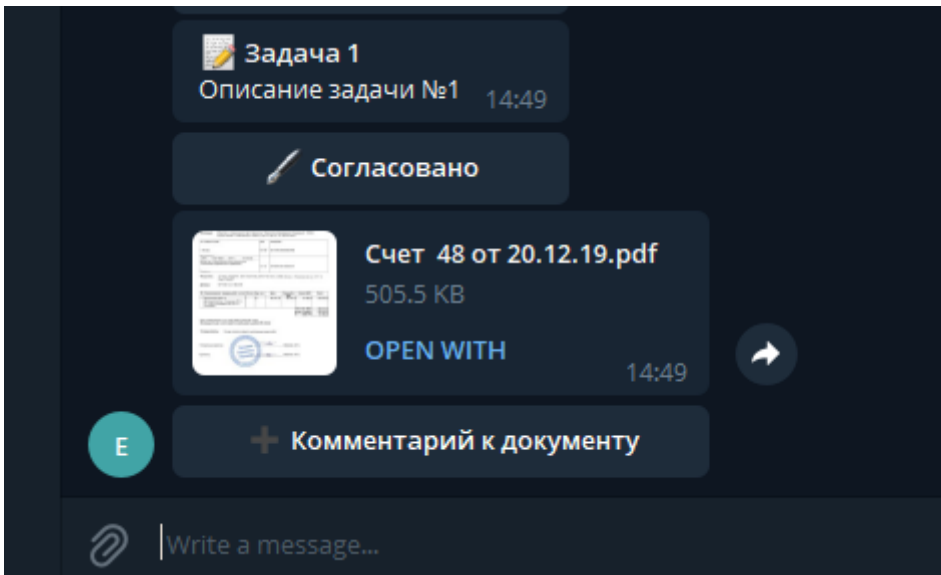 📝 Задача 1
Описание задачи №1
14:49
🖌 Согласовано
Счет 48 от 20.12.19.pdf
505.5 KB
OPEN WITH
14:49
E
➕ Комментарий к документу
Write a message...